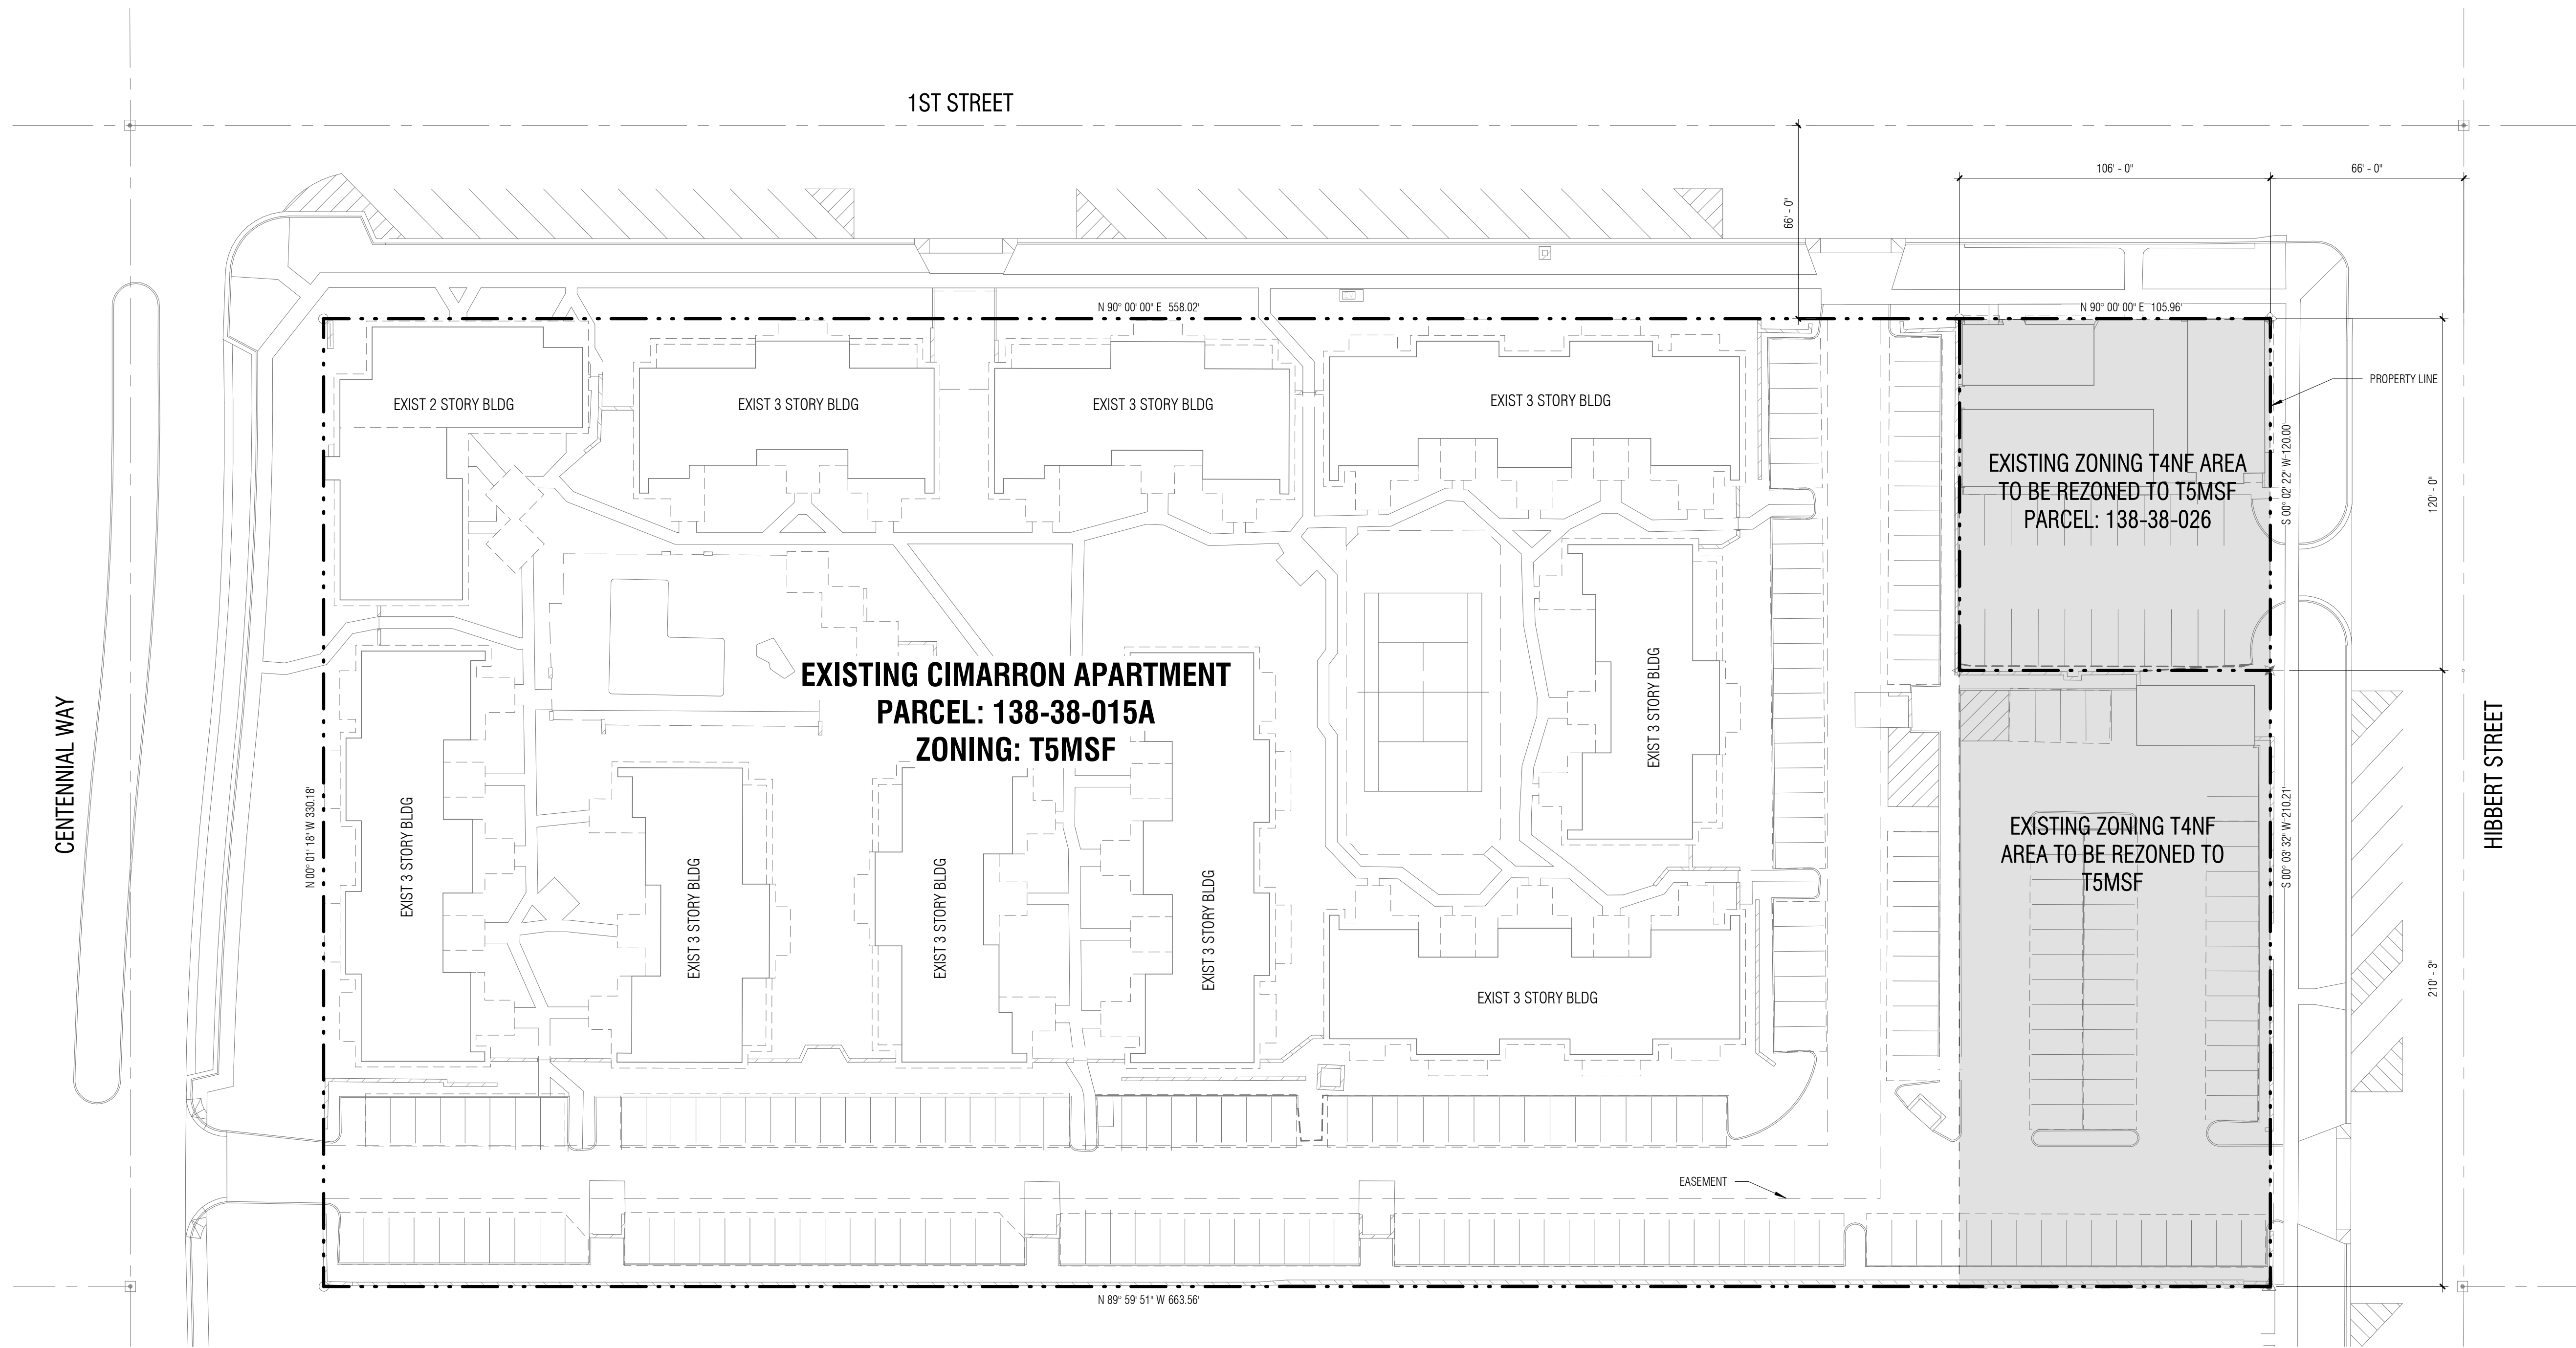 1ST STREET
106' - 0"
66' - 0"
66' - 0"
N 90° 00' 00" E 558.02'
N 90° 00' 00" E 105.96'
PROPERTY LINE
EXIST 2 STORY BLDG
EXIST 3 STORY BLDG
EXIST 3 STORY BLDG
EXIST 3 STORY BLDG
EXISTING ZONING T4NF AREA
TO BE REZONED TO T5MSF
PARCEL: 138-38-026
S 00° 02' 22" W 120.00'
120' - 0"
EXISTING CIMARRON APARTMENT
PARCEL: 138-38-015A
ZONING: T5MSF
EXIST 3 STORY BLDG
CENTENNIAL WAY
HIBBERT STREET
N 00° 01' 18" W 330.18'
EXIST 3 STORY BLDG
EXIST 3 STORY BLDG
EXIST 3 STORY BLDG
EXIST 3 STORY BLDG
EXISTING ZONING T4NF
AREA TO BE REZONED TO
T5MSF
S 00° 03' 32" W 210.21'
210' - 3"
EXIST 3 STORY BLDG
EASEMENT
N 89° 59' 51" W 663.56'